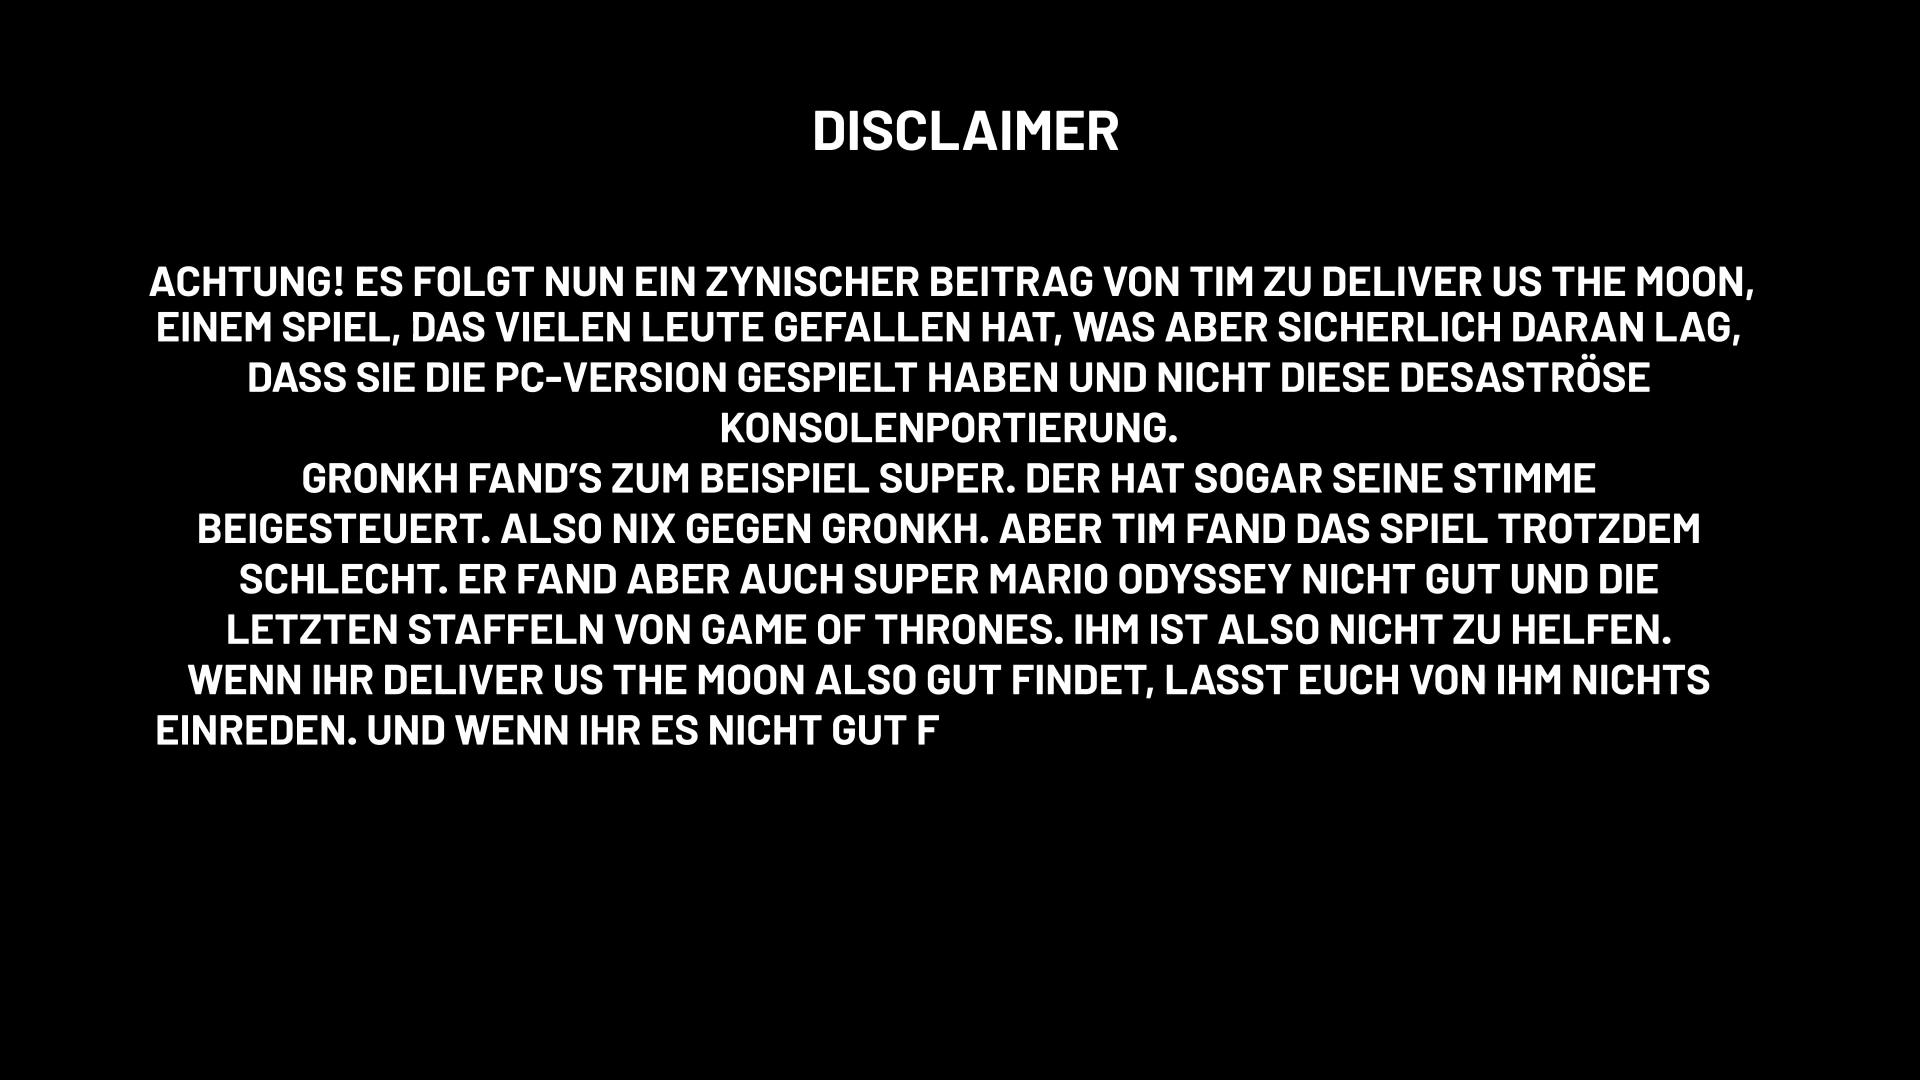 DISCLAIMER
ACHTUNG! ES FOLGT NUN EIN ZYNISCHER BEITRAG VON TIM ZU DELIVER US THE MOON,
EINEM SPIEL, DAS VIELEN LEUTE GEFALLEN HAT, WAS ABER SICHERLICH DARAN LAG,
DASS SIE DIE PC-VERSION GESPIELT HABEN UND NICHT DIESE DESASTRÖSE
KONSOLENPORTIERUNG.
GRONKH FAND’S ZUM BEISPIEL SUPER. DER HAT SOGAR SEINE STIMME
BEIGESTEUERT. ALSO NIX GEGEN GRONKH. ABER TIM FAND DAS SPIEL TROTZDEM
SCHLECHT. ER FAND ABER AUCH SUPER MARIO ODYSSEY NICHT GUT UND DIE
LETZTEN STAFFELN VON GAME OF THRONES. IHM IST ALSO NICHT ZU HELFEN.
WENN IHR DELIVER US THE MOON ALSO GUT FINDET, LASST EUCH VON IHM NICHTS
EINREDEN. UND WENN IHR ES NICHT GUT F